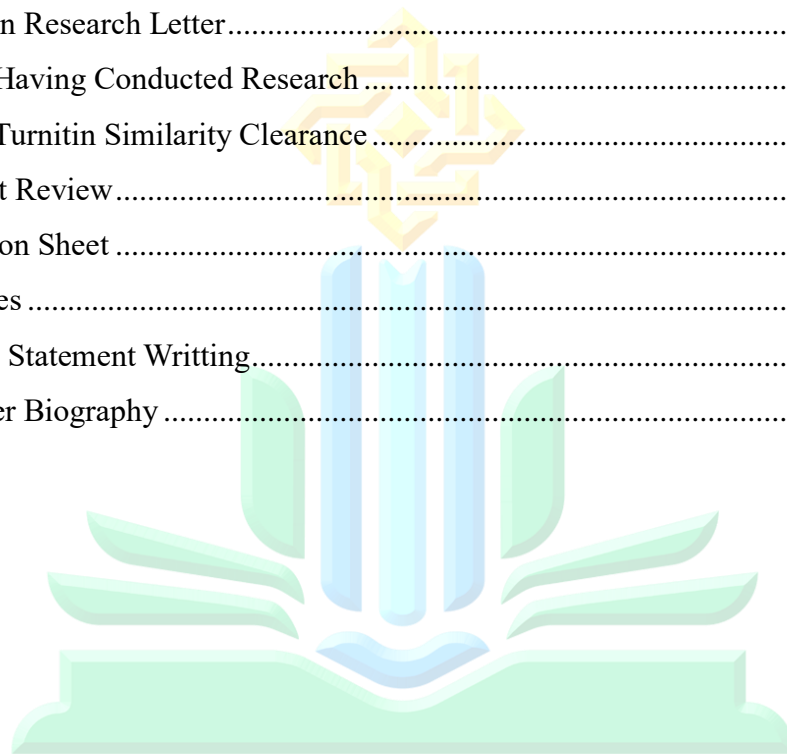 n Research Letter................................................................
Having Conducted Research................................................................
Turnitin Similarity Clearance................................................................
t Review................................................................
on Sheet................................................................
es................................................................
Statement Writting................................................................
er Biography................................................................